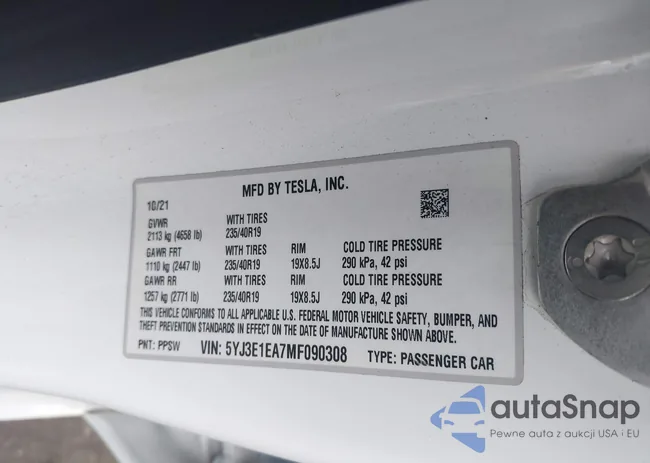 MFD BY TESLA, INC.
10/21
GVWR WITH TIRES
2113 kg (4658 lb) 235/40R19
GAWR FRT WITH TIRES RIM COLD TIRE PRESSURE
1110 kg (2447 lb) 235/40R19 19X8.5J 290 kPa, 42 psi
GAWR RR WITH TIRES RIM COLD TIRE PRESSURE
1257 kg (2771 lb) 235/40R19 19X8.5J 290 kPa, 42 psi
THIS VEHICLE CONFORMS TO ALL APPLICABLE U.S. FEDERAL MOTOR VEHICLE SAFETY, BUMPER, AND
THEFT PREVENTION STANDARDS IN EFFECT ON THE DATE OF MANUFACTURE SHOWN ABOVE.
PNT: PPSW VIN: 5YJ3E1EA7MF090308 TYPE: PASSENGER CAR
autaSnap
Pewne auta z aukcji USA i EU